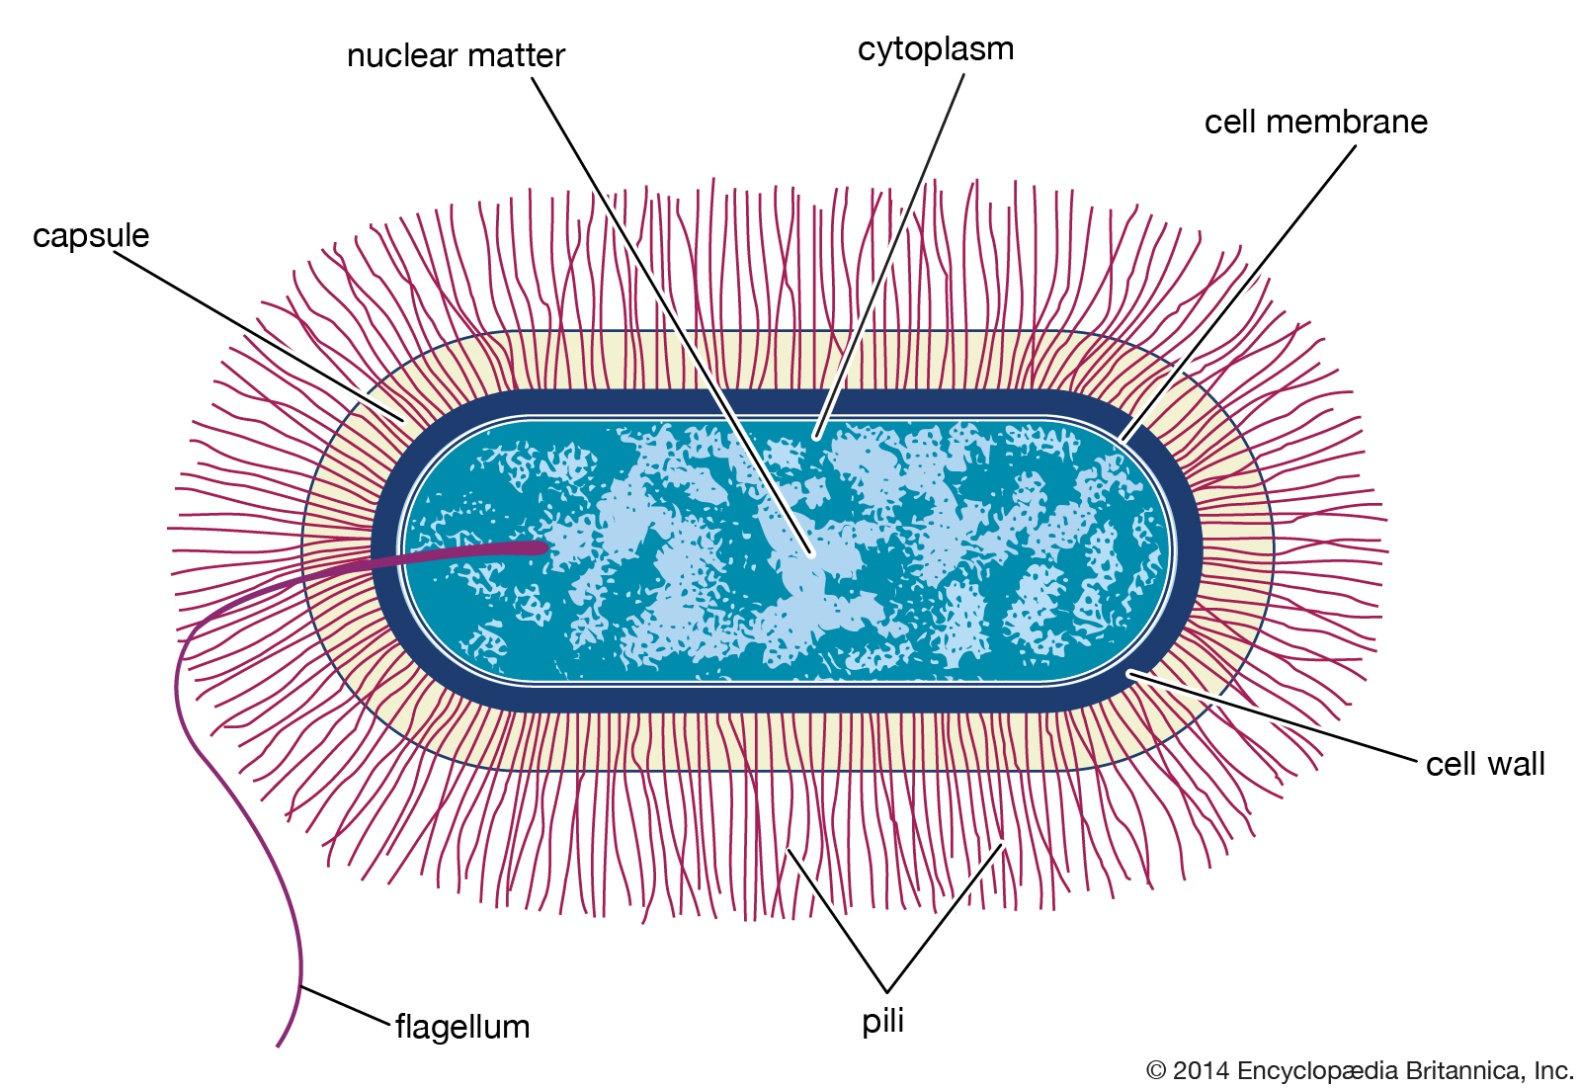 nuclear matter
cytoplasm
cell membrane
capsule
cell wall
pili
flagellum
© 2014 Encyclopædia Britannica, Inc.